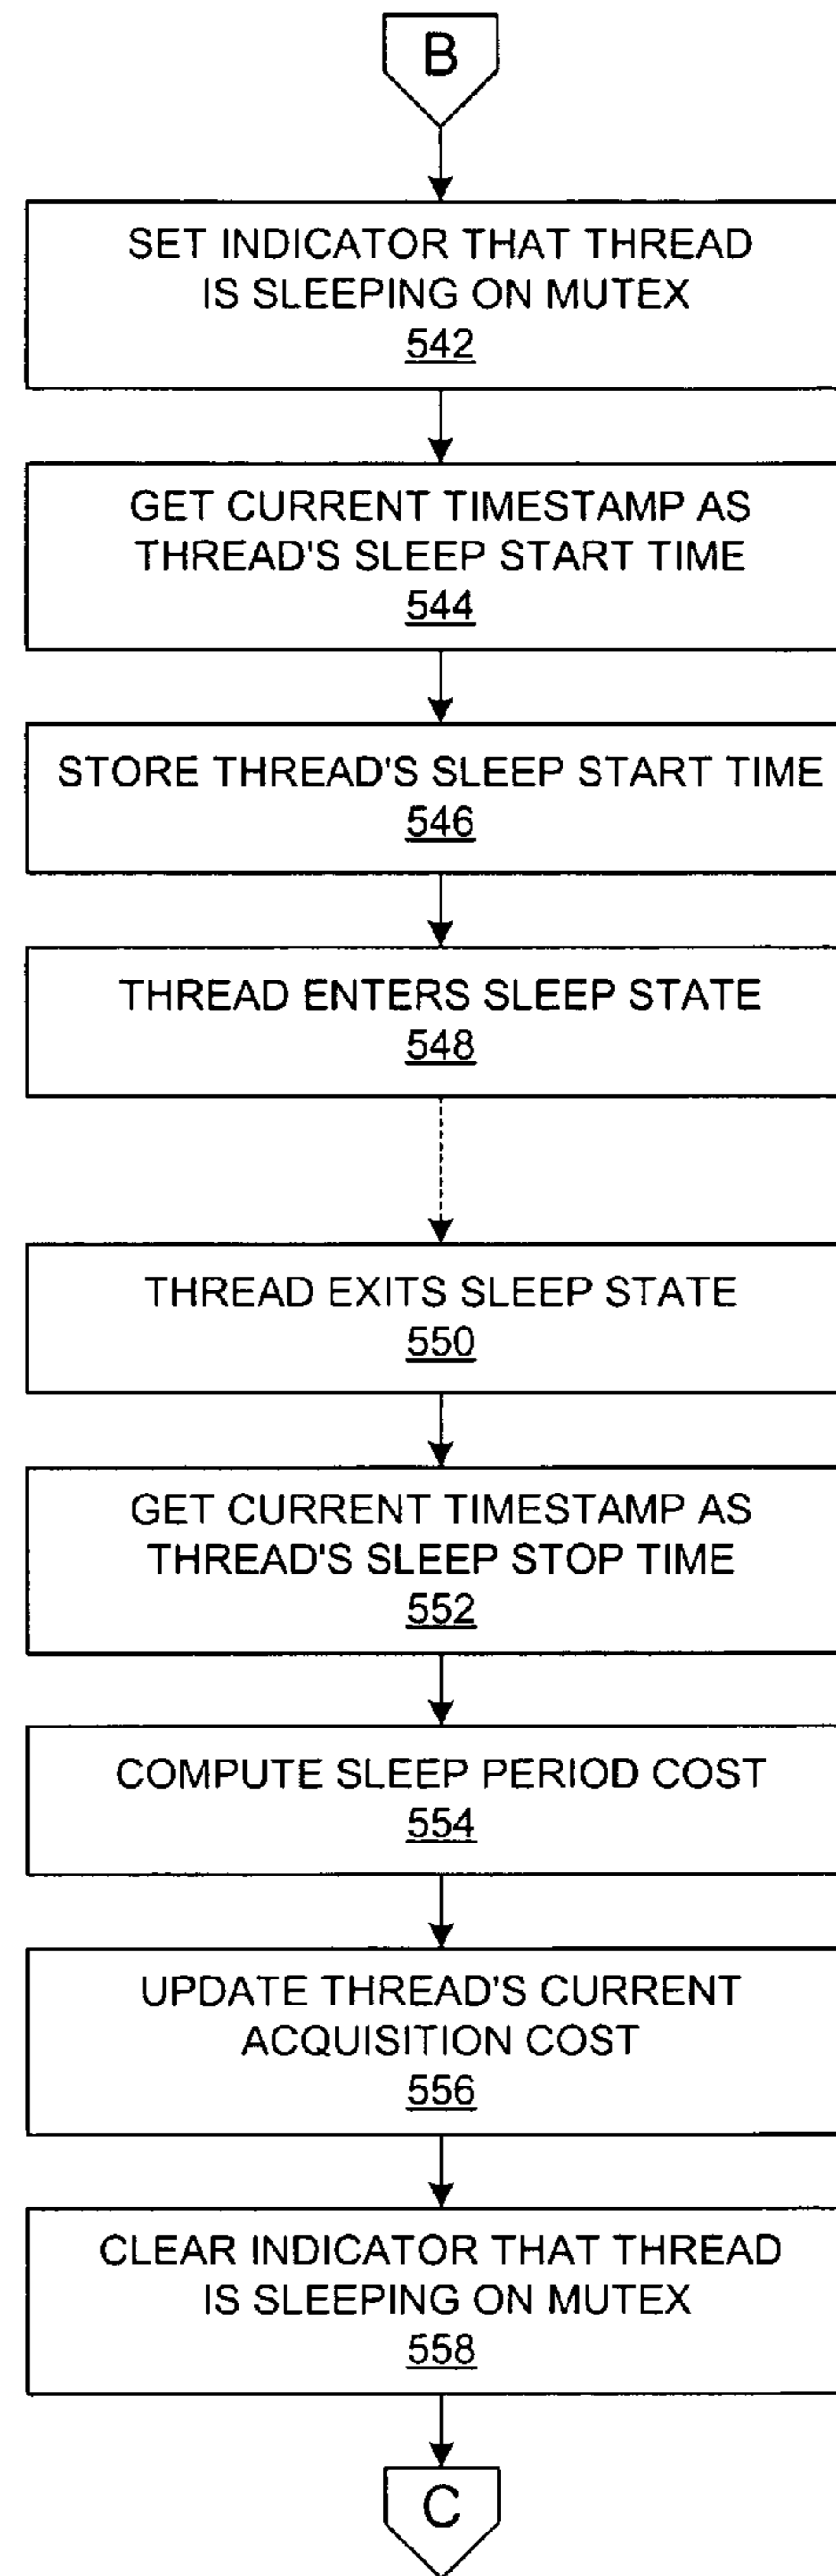 B
SET INDICATOR THAT THREAD
IS SLEEPING ON MUTEX
542
GET CURRENT TIMESTAMP AS
THREAD'S SLEEP START TIME
544
STORE THREAD'S SLEEP START TIME
546
THREAD ENTERS SLEEP STATE
548
THREAD EXITS SLEEP STATE
550
GET CURRENT TIMESTAMP AS
THREAD'S SLEEP STOP TIME
552
COMPUTE SLEEP PERIOD COST
554
UPDATE THREAD'S CURRENT
ACQUISITION COST
556
CLEAR INDICATOR THAT THREAD
IS SLEEPING ON MUTEX
558
C